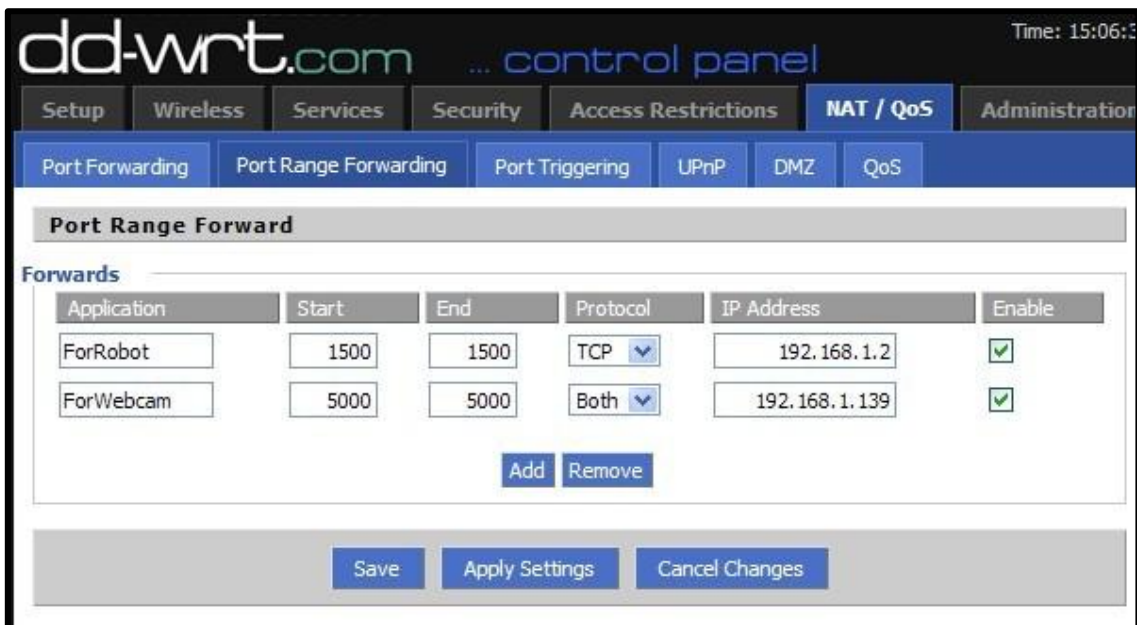 dd-wrt.com ... control panel
Time: 15:06:3
Setup Wireless Services Security Access Restrictions NAT / QoS Administration
Port Forwarding Port Range Forwarding Port Triggering UPnP DMZ QoS
Port Range Forward
Forwards
Application Start End Protocol IP Address Enable
ForRobot 1500 1500 TCP 192.168.1.2
ForWebcam 5000 5000 Both 192.168.1.139
Add Remove
Save Apply Settings Cancel Changes